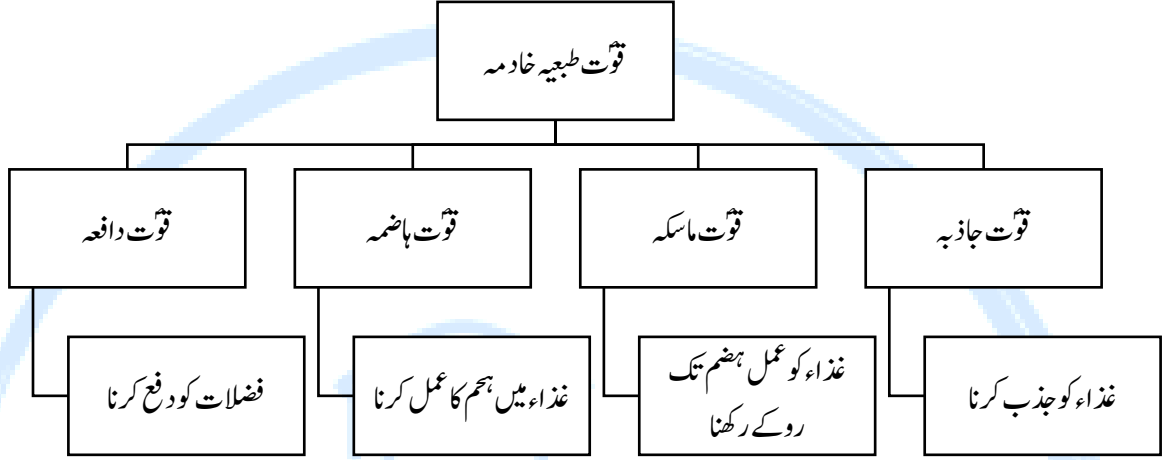 قوّت طبعیہ خادمہ
قوّت جاذبہ
قوّت ماسکہ
قوّت ہاضمہ
قوّت دافعہ
غذاء کو جذب کرنا
غذاء کو عمل ہضم تک
روکے رکھنا
غذاء میں ہحم کا عمل کرنا
فضلات کو دفع کرنا